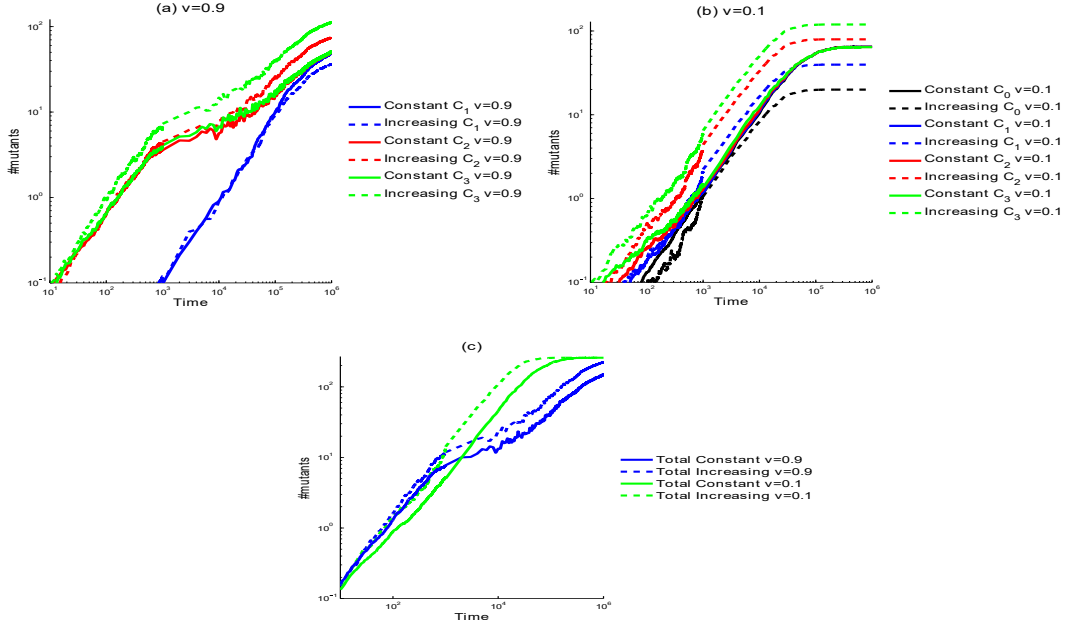 (a) v=0.9
#mutants
10²
10¹
10⁰
10⁻¹
10¹ 10² 10³ 10⁴ 10⁵ 10⁶
Time
Constant C₁ v=0.9
Increasing C₁ v=0.9
Constant C₂ v=0.9
Increasing C₂ v=0.9
Constant C₃ v=0.9
Increasing C₃ v=0.9
(b) v=0.1
#mutants
10²
10¹
10⁰
10⁻¹
10¹ 10² 10³ 10⁴ 10⁵ 10⁶
Time
Constant C₀ v=0.1
Increasing C₀ v=0.1
Constant C₁ v=0.1
Increasing C₁ v=0.1
Constant C₂ v=0.1
Increasing C₂ v=0.1
Constant C₃ v=0.1
Increasing C₃ v=0.1
(c)
#mutants
10²
10¹
10⁰
10⁻¹
10² 10⁴ 10⁶
Time
Total Constant v=0.9
Total Increasing v=0.9
Total Constant v=0.1
Total Increasing v=0.1